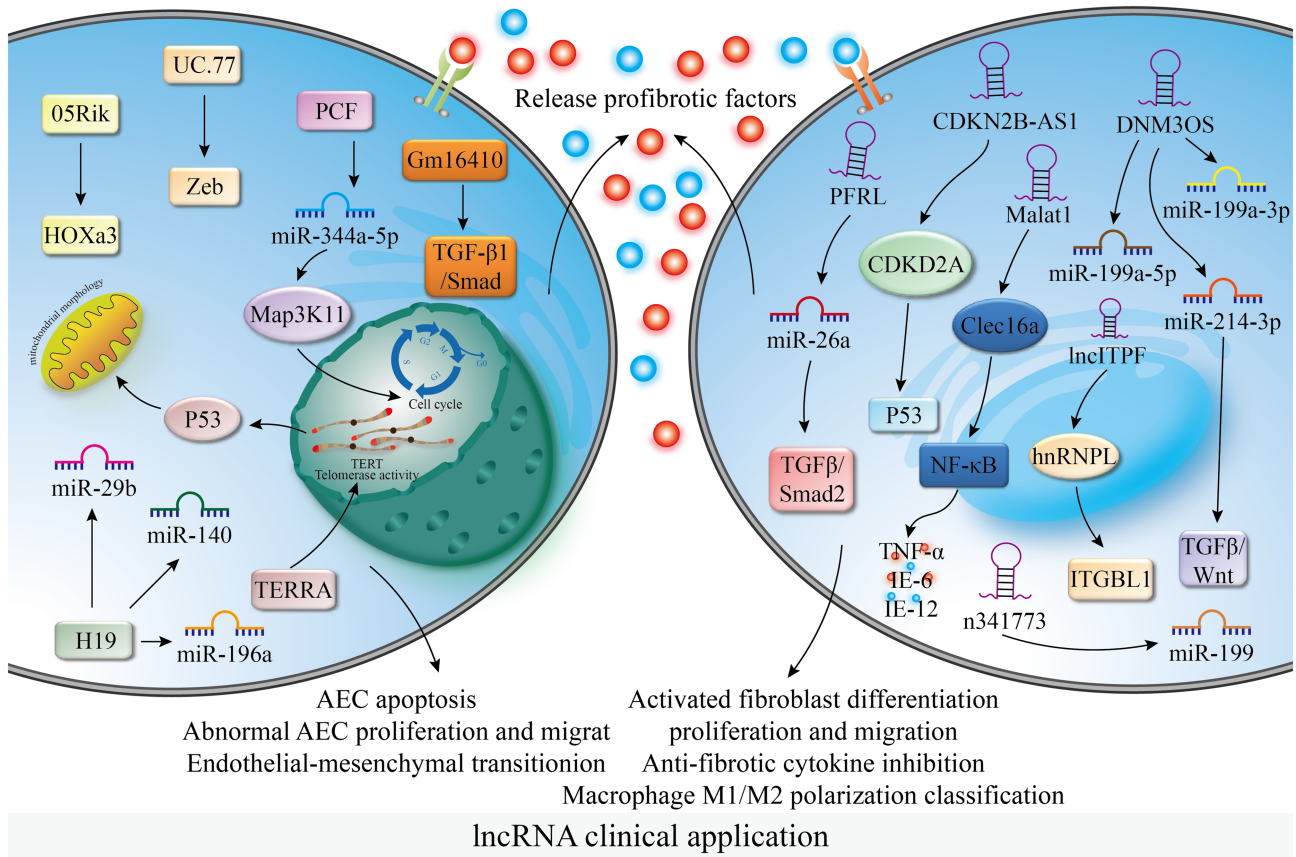 Release profibrotic factors
UC.77
05Rik
PCF
Gm16410
Zeb
HOXa3
miR-344a-5p
TGF-β1
/Smad
mitochondrial morphology
Map3K11
G2
M
G0
S
G1
Cell cycle
P53
TERT
Telomerase activity
miR-29b
miR-140
TERRA
H19
miR-196a
CDKN2B-AS1
DNM3OS
PFRL
Malat1
miR-199a-3p
CDKD2A
miR-199a-5p
miR-26a
Clec16a
lncITPF
miR-214-3p
P53
TGFβ/
Smad2
NF-κB
hnRNPL
TNF-α
IE-6
IE-12
ITGBL1
TGFβ/
Wnt
n341773
miR-199
AEC apoptosis
Abnormal AEC proliferation and migrat
Endothelial-mesenchymal transitionion
Activated fibroblast differentiation
proliferation and migration
Anti-fibrotic cytokine inhibition
Macrophage M1/M2 polarization classification
lncRNA clinical application